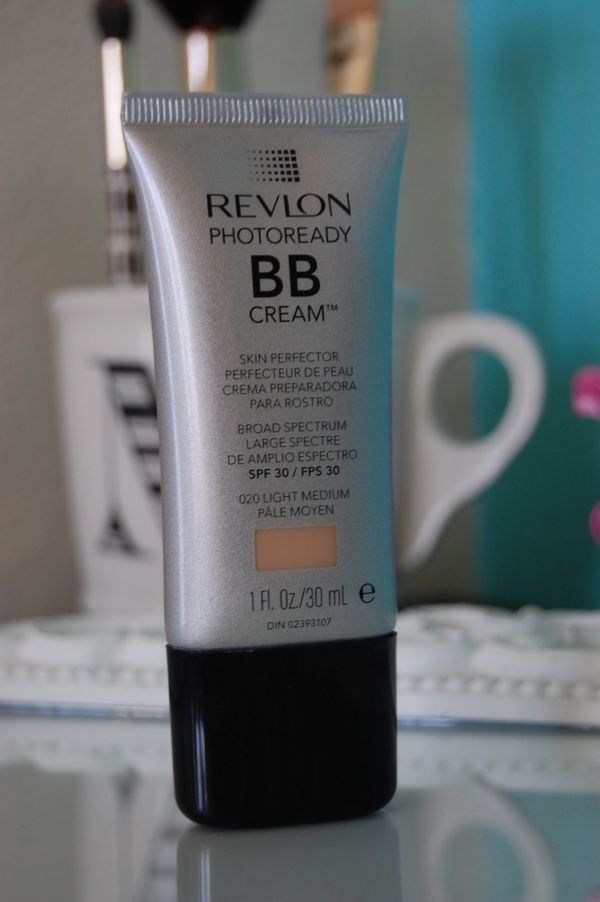 REVLON
PHOTOREADY
BB
CREAM™
SKIN PERFECTOR
PERFECTEUR DE PEAU
CREMA PREPARADORA
PARA ROSTRO
BROAD SPECTRUM
LARGE SPECTRE
DE AMPLIO ESPECTRO
SPF 30 / FPS 30
020 LIGHT MEDIUM
PÂLE MOYEN
1 Fl. Oz./30 mL ℮
DIN 02393107